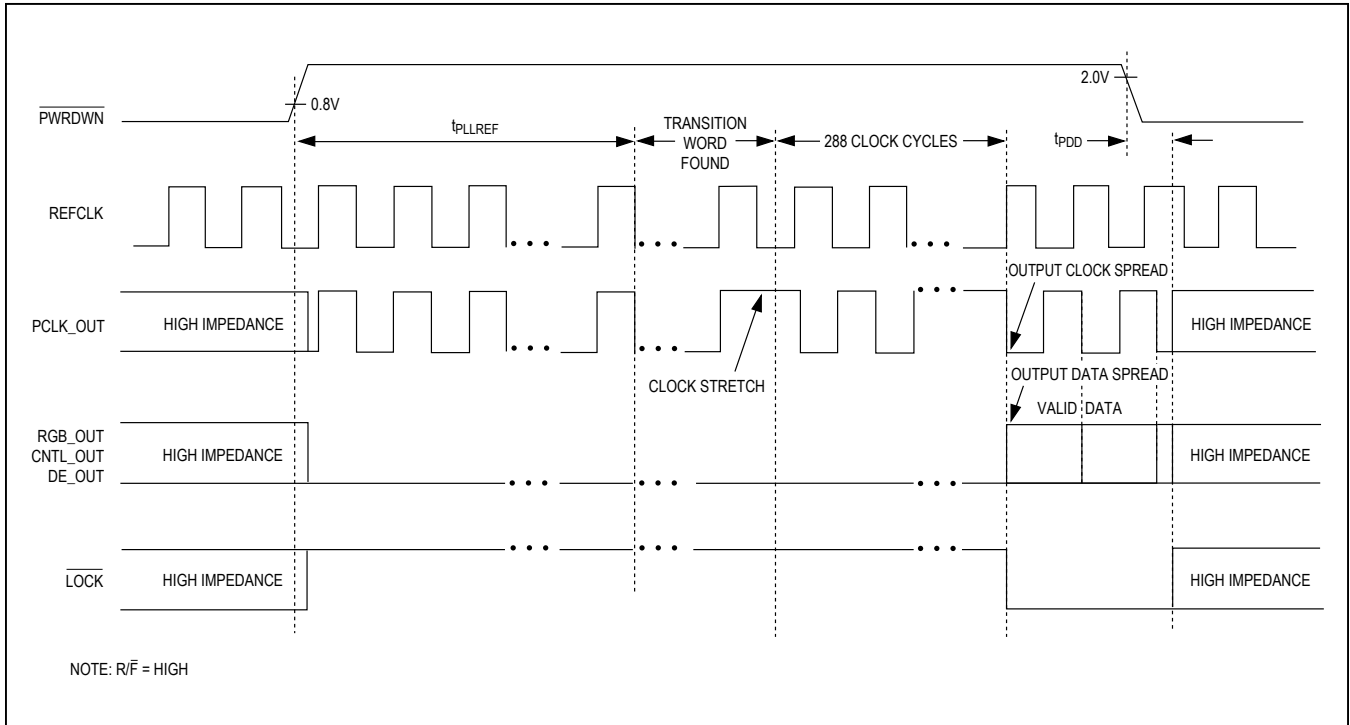 2.0V
0.8V
PWRDWN
tPLLREF
TRANSITION
WORD
FOUND
288 CLOCK CYCLES
tPDD
REFCLK
OUTPUT CLOCK SPREAD
PCLK_OUT
HIGH IMPEDANCE
HIGH IMPEDANCE
CLOCK STRETCH
OUTPUT DATA SPREAD
VALID DATA
RGB_OUT
CNTL_OUT
DE_OUT
HIGH IMPEDANCE
HIGH IMPEDANCE
LOCK
HIGH IMPEDANCE
HIGH IMPEDANCE
NOTE: R/F̅ = HIGH